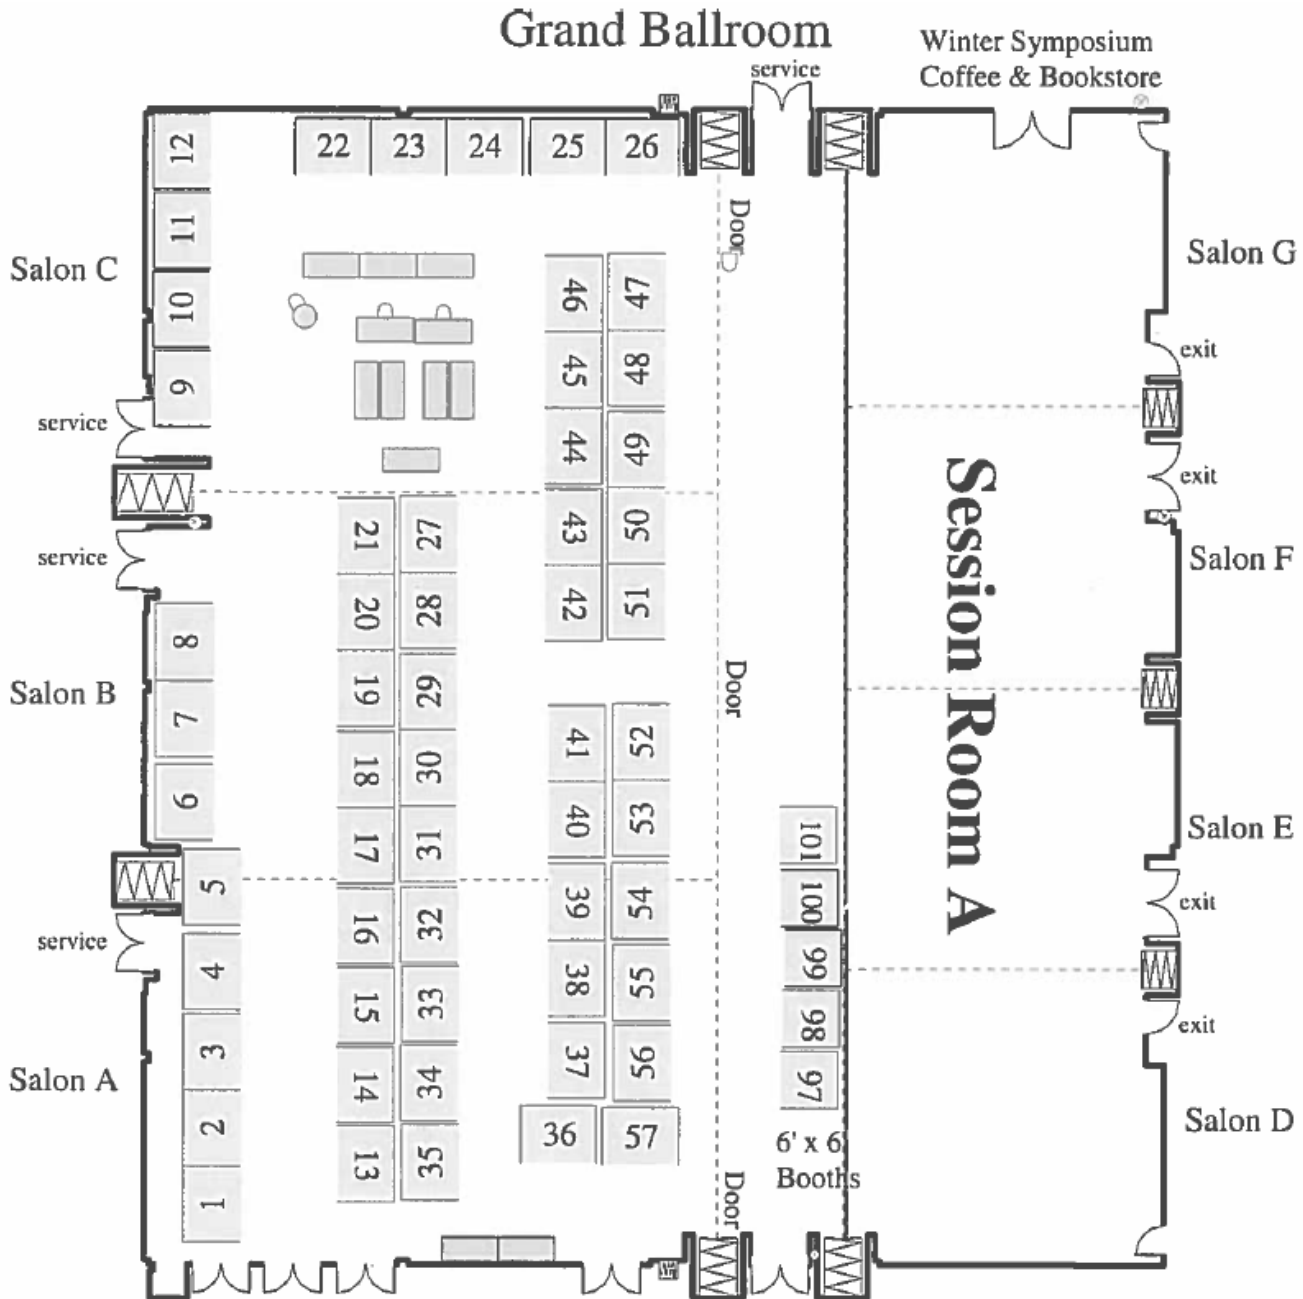 Grand Ballroom
Winter Symposium
Coffee & Bookstore
service
12
22
23
24
25
26
11
Door
Salon C
Salon G
10
46
47
exit
9
45
48
service
44
49
exit
Session Room A
21
27
43
50
service
Salon F
20
28
42
51
8
19
29
Door
Salon B
7
41
52
18
30
6
40
53
101
Salon E
17
31
5
39
54
100
exit
service
16
32
4
38
55
99
15
33
98
exit
3
37
56
97
Salon A
14
34
2
36
57
6' x 6'
Booths
Salon D
13
35
1
Door